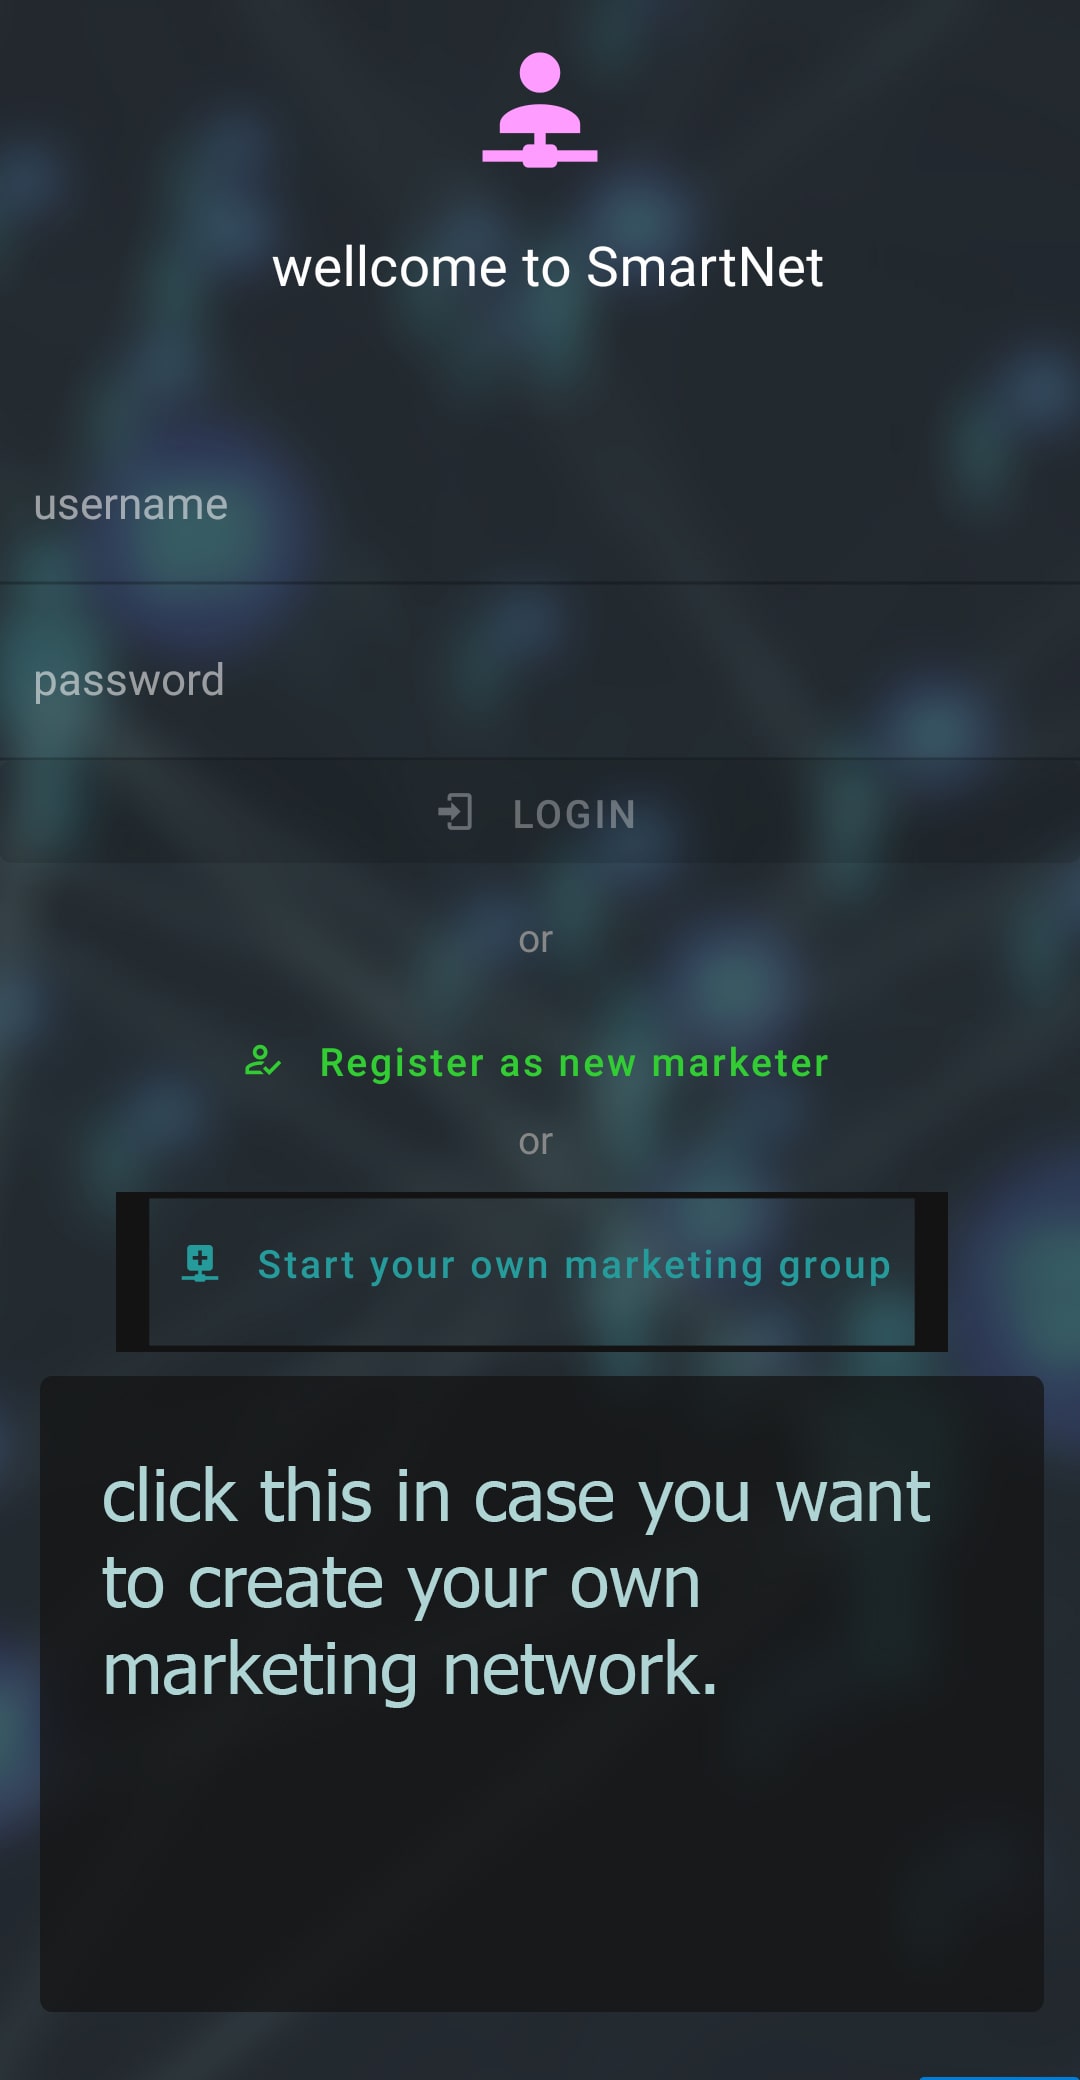 wellcome to SmartNet
username
password
LOGIN
or
Register as new marketer
or
Start your own marketing group
click this in case you want
to create your own
marketing network.